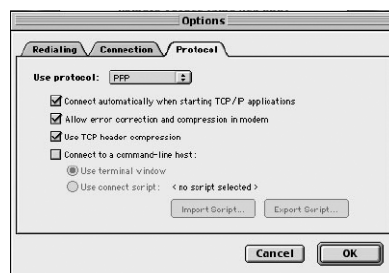 Options
Redialing Connection Protocol
Use protocol: PPP
Connect automatically when starting TCP/IP applications
Allow error correction and compression in modem
Use TCP header compression
Connect to a command-line host:
Use terminal window
Use connect script: < no script selected >
Import Script... Export Script...
Cancel OK